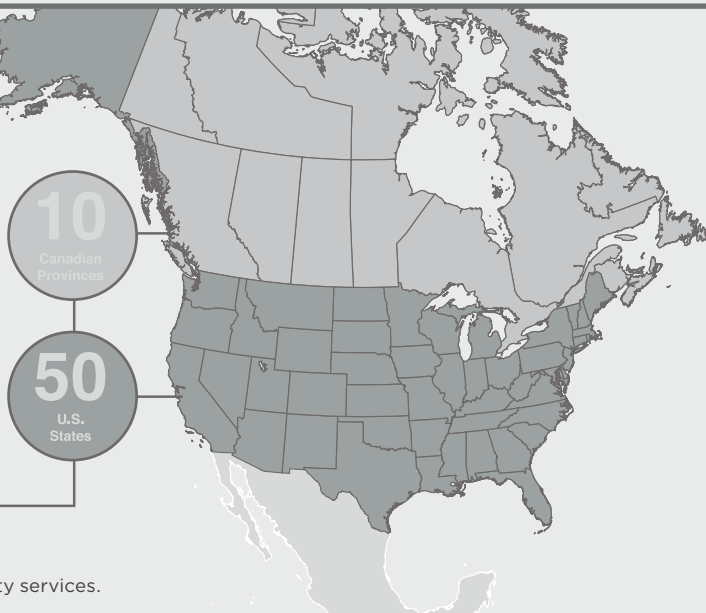 10
Canadian
Provinces
50
U.S.
States
ty services.